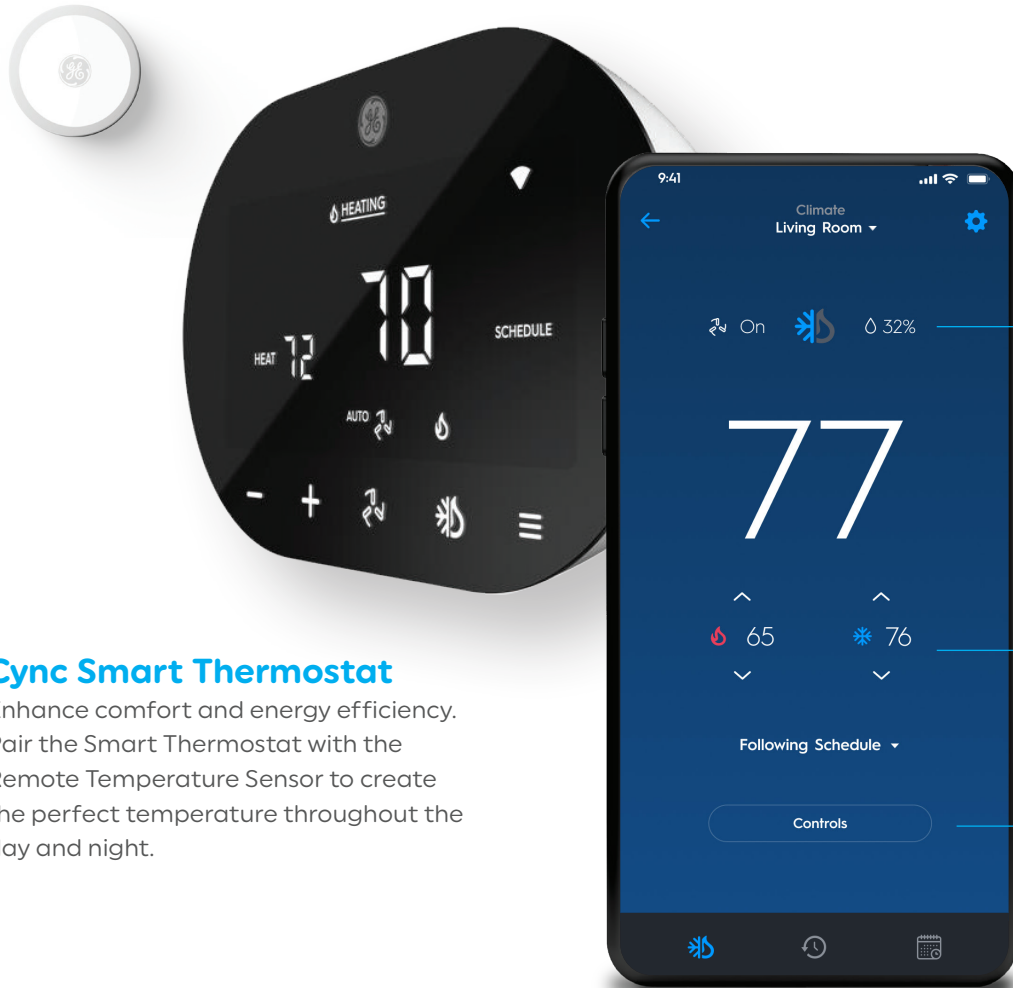 HEATING
70
HEAT 72
SCHEDULE
AUTO
9:41
Climate
Living Room
On
32%
77
65
76
Following Schedule
Controls
Cync Smart Thermostat
nhance comfort and energy efficiency.
air the Smart Thermostat with the
emote Temperature Sensor to create
he perfect temperature throughout the
ay and night.